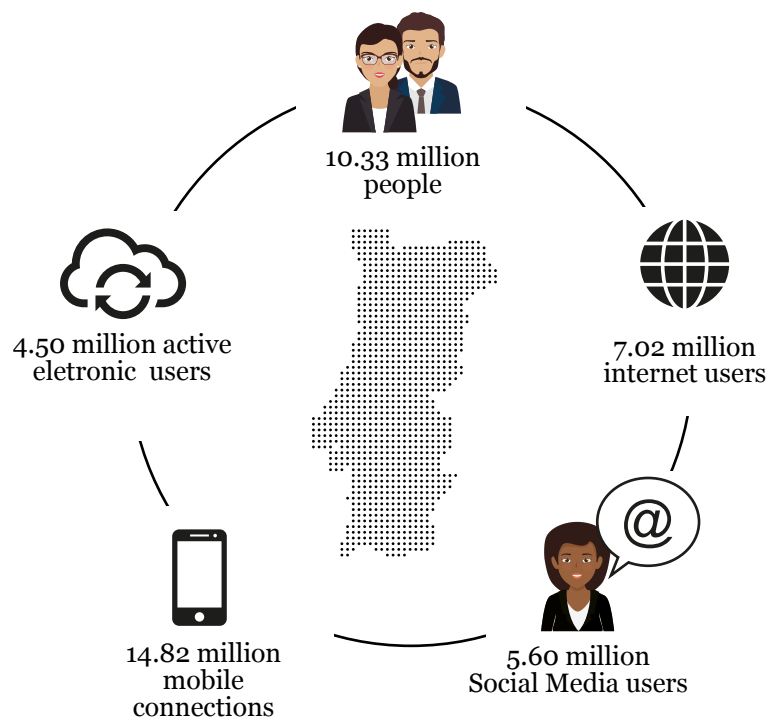 10.33 million
people
4.50 million active
eletronic users
7.02 million
internet users
@
14.82 million
mobile
connections
5.60 million
Social Media users